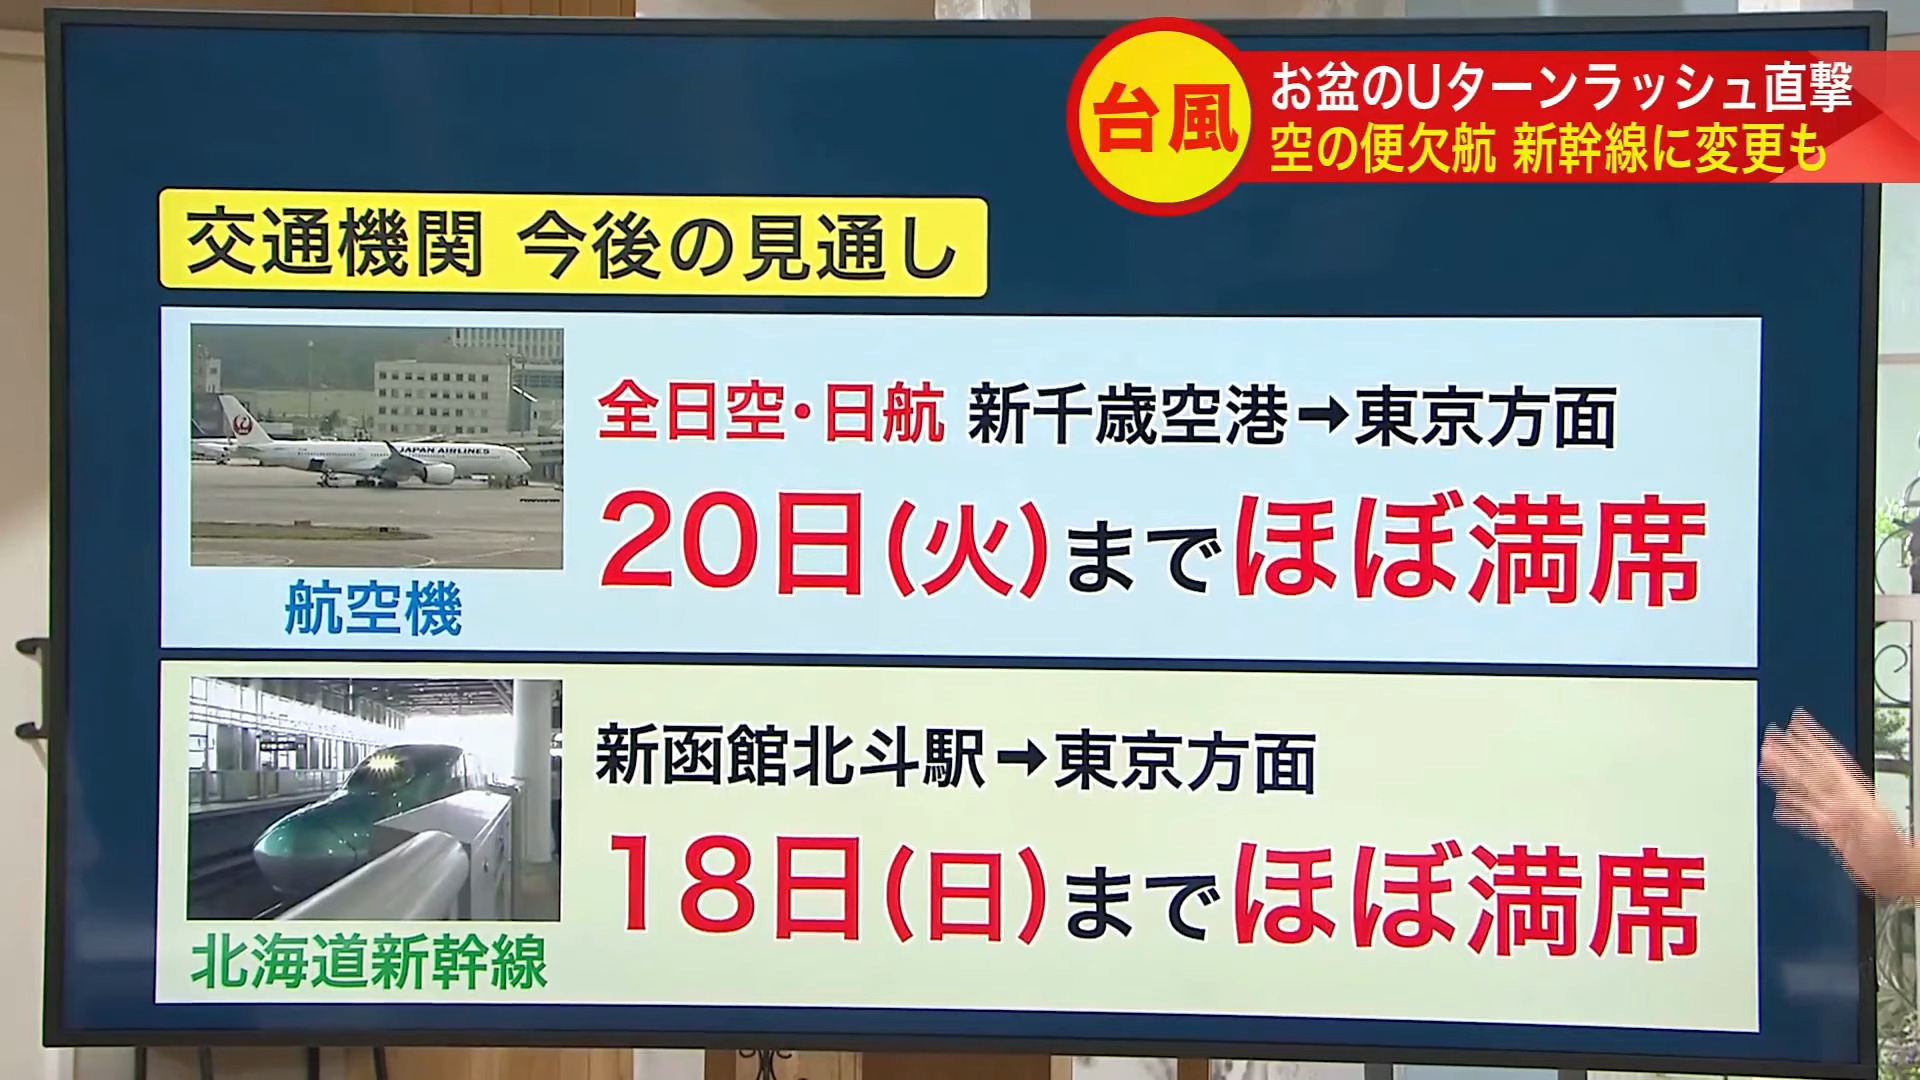 台風
お盆のUターンラッシュ直撃
空の便欠航 新幹線に変更も
交通機関 今後の見通し
JAPAN AIRLINES
航空機
全日空・日航 新千歳空港➡東京方面
20日(火)までほぼ満席
北海道新幹線
新函館北斗駅➡東京方面
18日(日)までほぼ満席